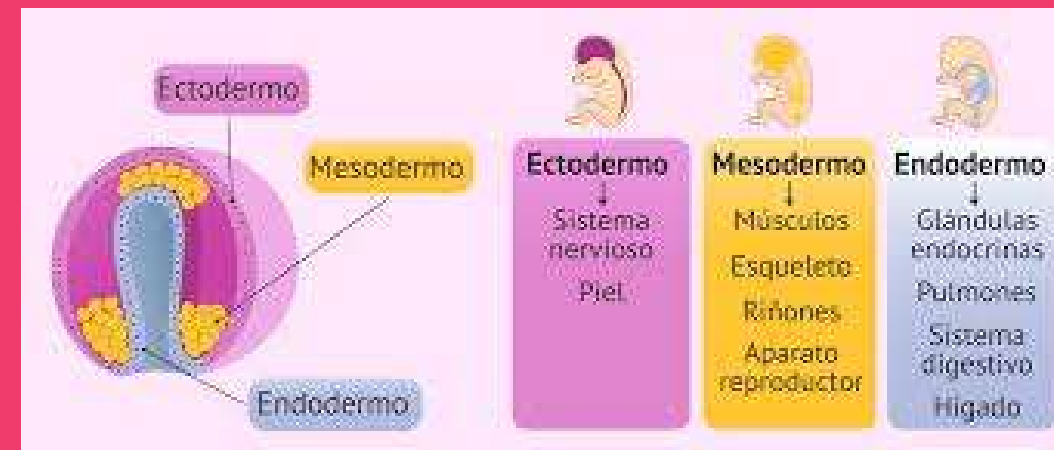 Ectodermo
Mesodermo
Endodermo
Ectodermo
Sistema
nervioso
Piel
Mesodermo
Músculos
Esqueleto
Riñones
Aparato
reproductor
Endodermo
Glándulas
endocrinas
Pulmones
Sistema
digestivo
Hígado